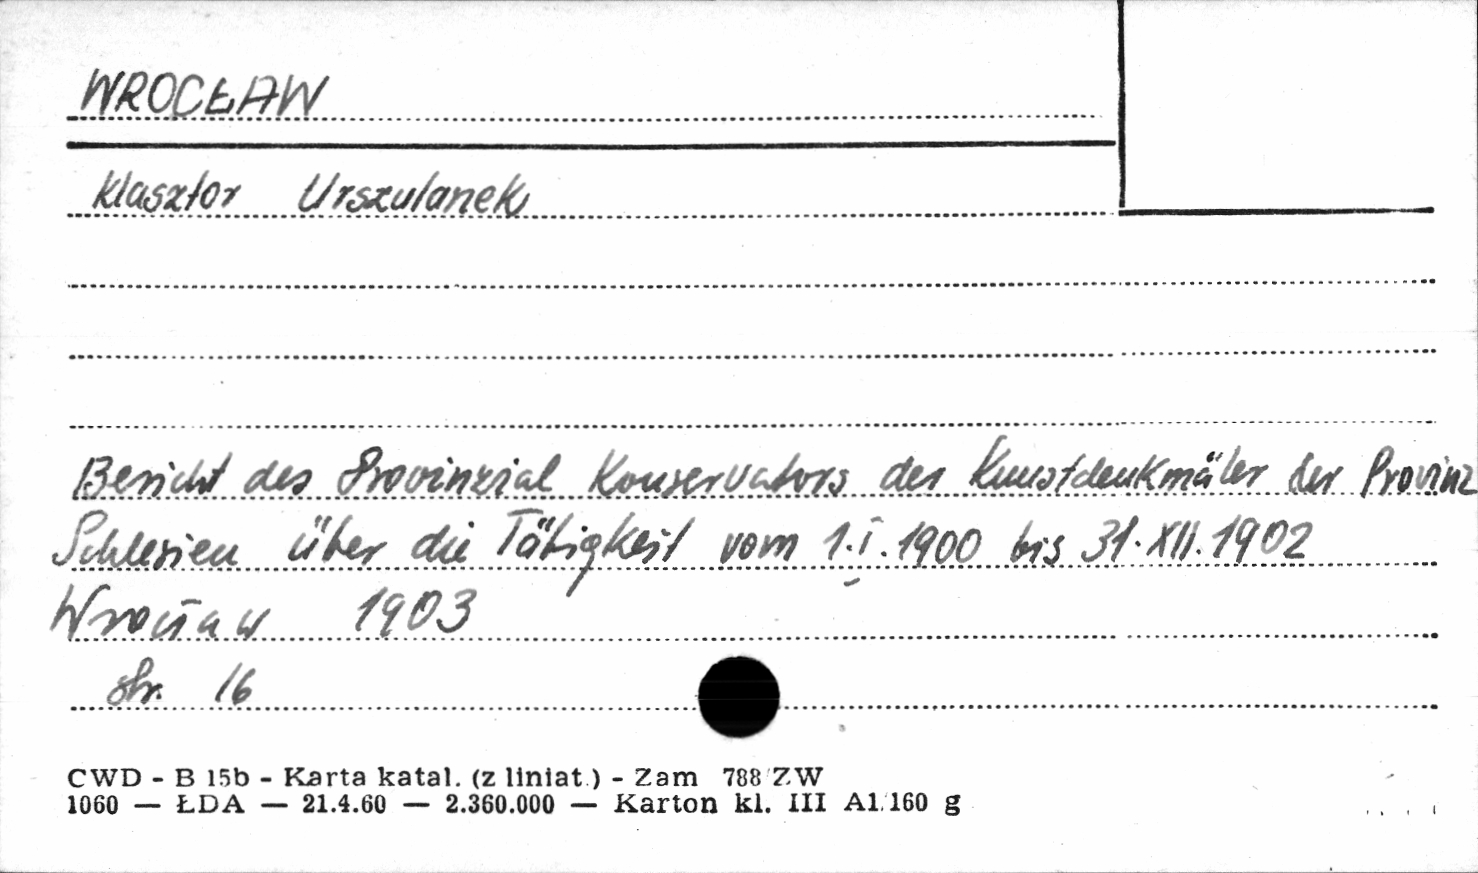 WROCŁAW
klasztor Urszulanek
Bericht des Provinzial Konservators der Kunstdenkmäler der Provinz
Schlesien über die Tätigkeit vom 1.I.1900 bis 31.XII.1902
Wrocław 1903
str. 16
CWD - B 15b - Karta katal. (z liniat.) - Zam 788/ZW
1060 — ŁDA — 21.4.60 — 2.360.000 — Karton kl. III A1/160 g